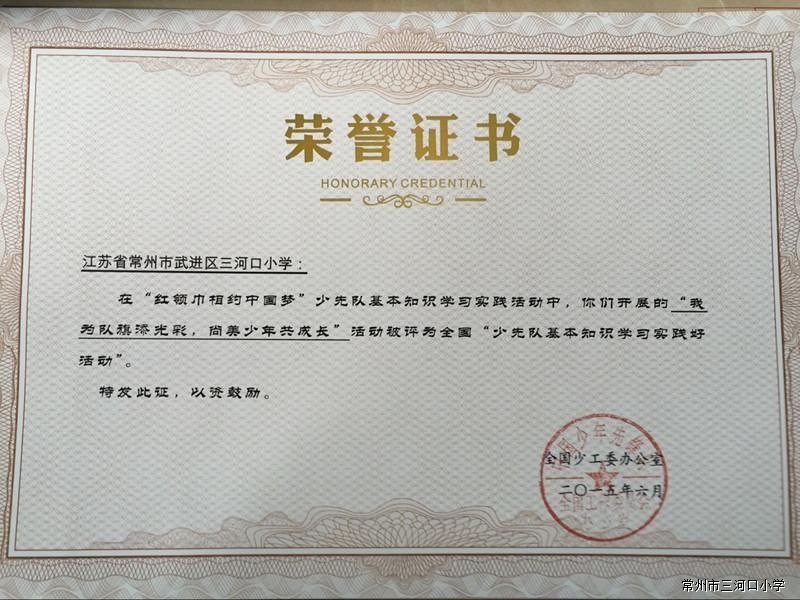 荣誉证书
HONORARY CREDENTIAL
江苏省常州市武进区三河口小学：
在“红领巾相约中国梦”少先队基本知识学习实践活动中，你们开展的“我
为队旗添光彩，尚美少年共成长”活动被评为全国“少先队基本知识学习实践好
活动”。
特发此证，以资鼓励。
全国少工委办公室
二〇一五年六月
常州市三河口小学